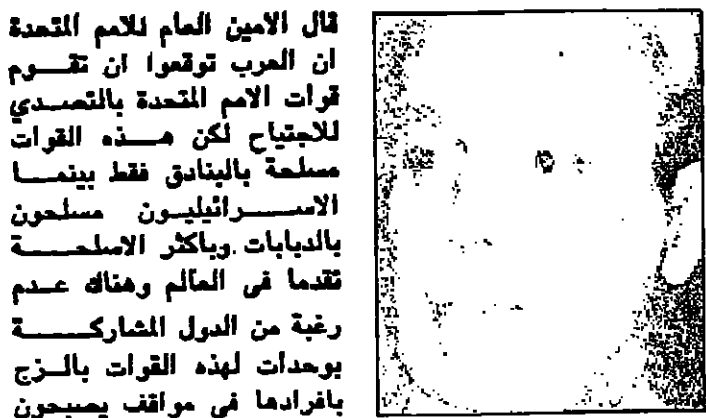 قال الامين العام للامم المتحدة
ان العرب توقعوا ان تقوم
قوات الامم المتحدة بالتصدي
للاجتياح لكن هذه القوات
مسلحة بالبنادق فقط بينما
الاسرائيليون مسلحون
بالدبابات وباكثر الاسلحة
تقدما في العالم وهناك عدم
رغبة من الدول المشاركة
بوحدات لهذه القوات بالزج
بافرادها في مواقف يصبحون